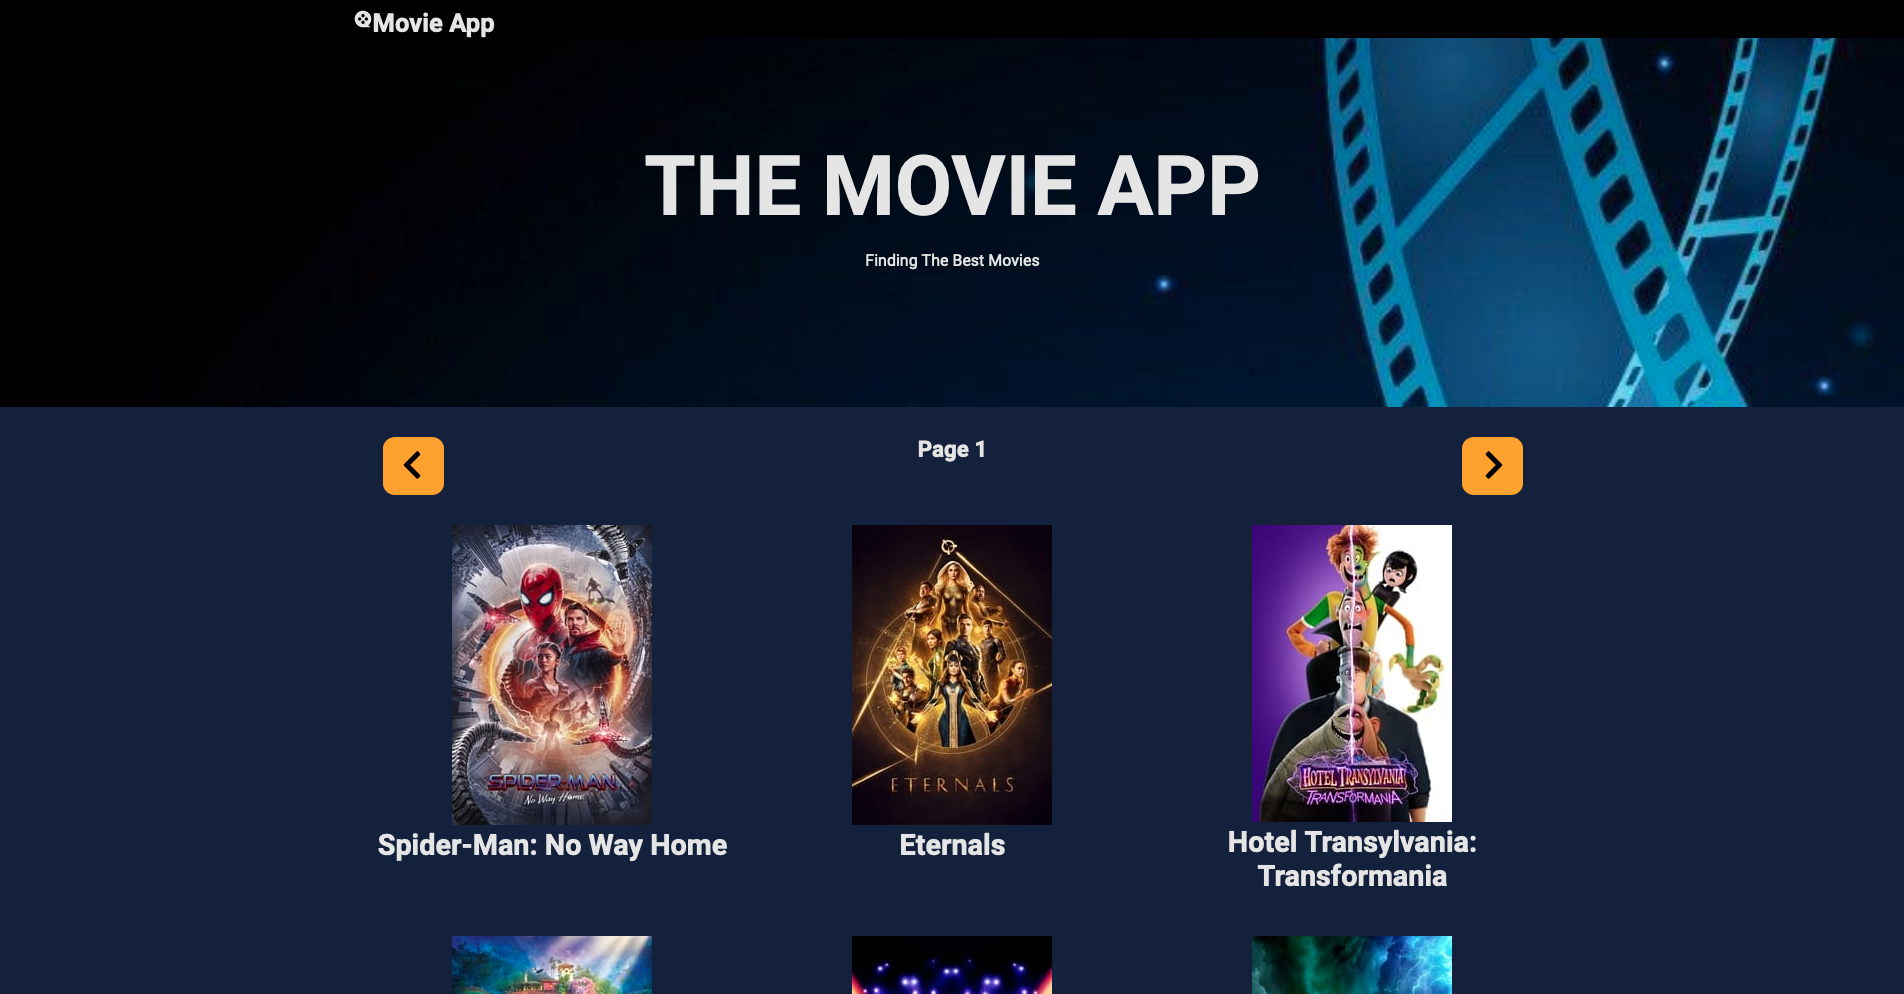 Movie App
THE MOVIE APP
Finding The Best Movies
Page 1
SPIDER-MAN
No Way Home
ETERNALS
HOTEL TRANSYLVANIA
TRANSFORMANIA
Spider-Man: No Way Home
Eternals
Hotel Transylvania:
Transformania